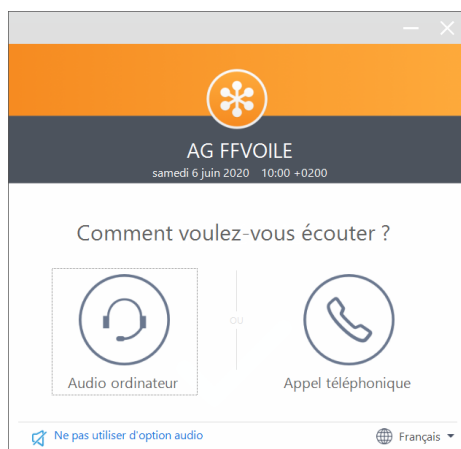 AG FFVOILE
samedi 6 juin 2020 10:00 +0200
Comment voulez-vous écouter ?
OU
Audio ordinateur
Appel téléphonique
Ne pas utiliser d'option audio
Français